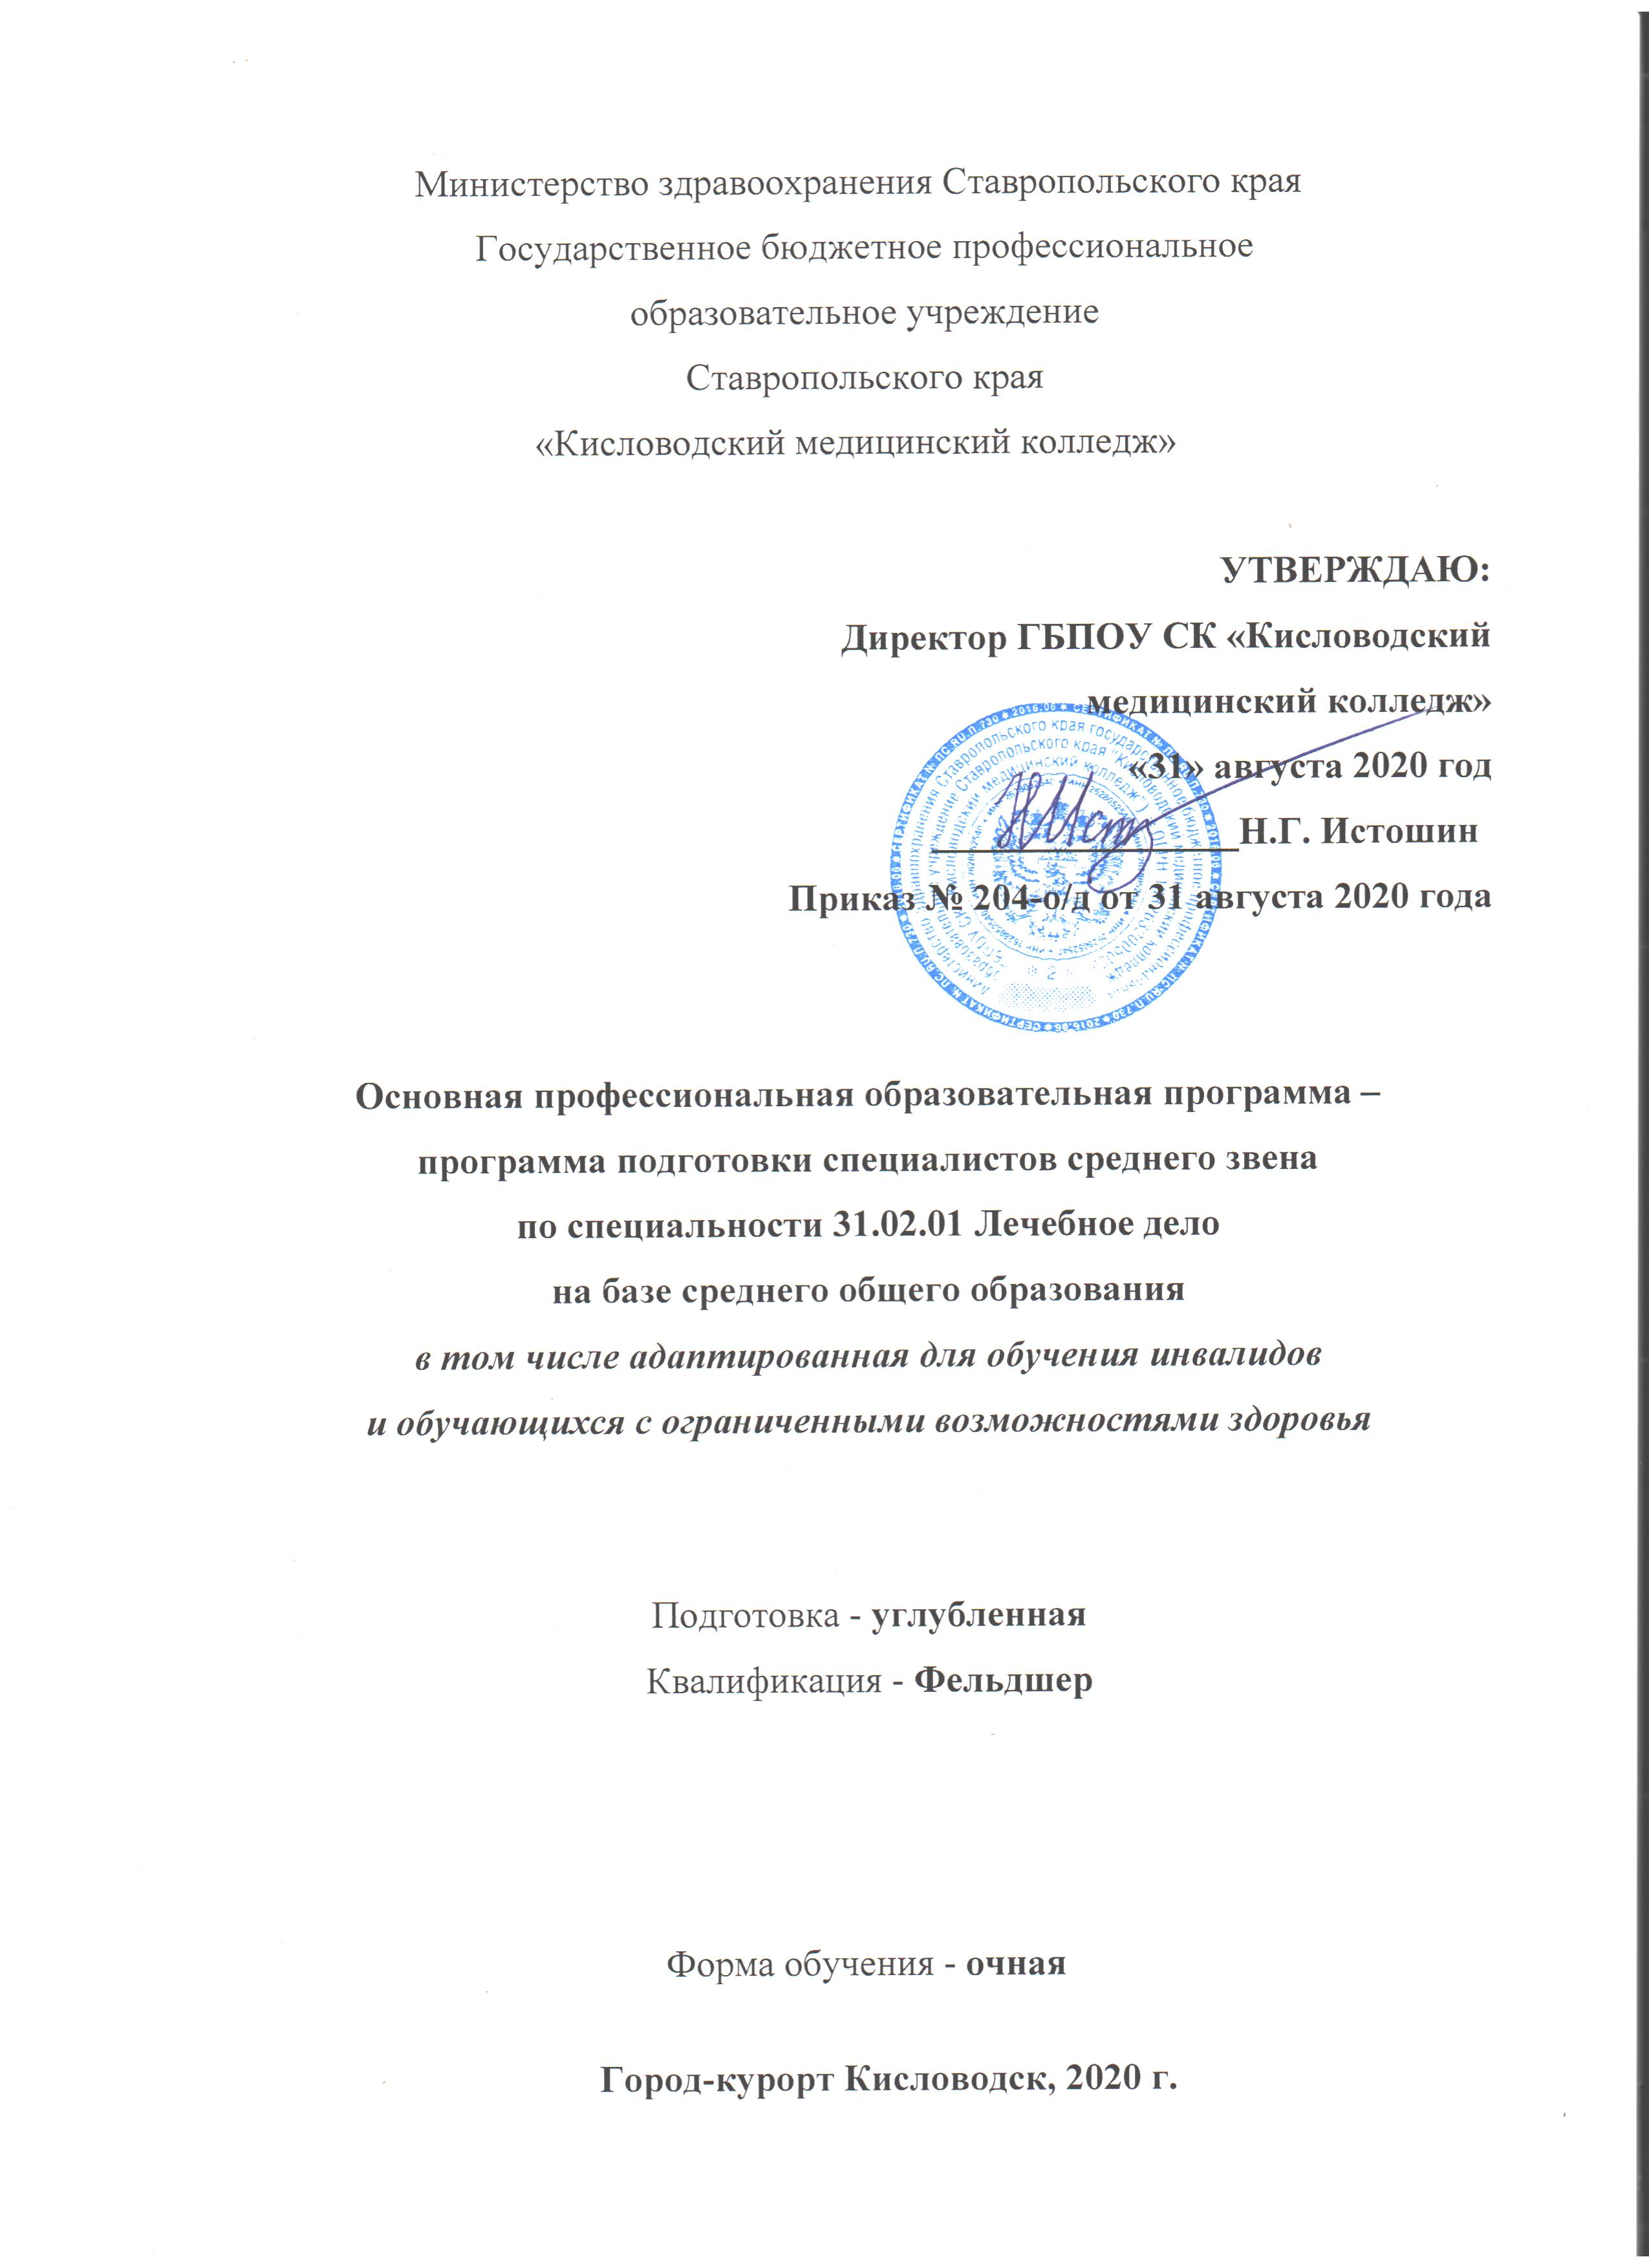 Министерство здравоохранения Ставропольского края
Государственное бюджетное профессиональное
образовательное учреждение
Ставропольского края
«Кисловодский медицинский колледж»
УТВЕРЖДАЮ:
Директор ГБПОУ СК «Кисловодский
медицинский колледж»
«31» августа 2020 год
Н.Г. Истошин
Приказ № 204-о/д от 31 августа 2020 года
Основная профессиональная образовательная программа –
программа подготовки специалистов среднего звена
по специальности 31.02.01 Лечебное дело
на базе среднего общего образования
в том числе адаптированная для обучения инвалидов
и обучающихся с ограниченными возможностями здоровья
Подготовка - углубленная
Квалификация - Фельдшер
Форма обучения - очная
Город-курорт Кисловодск, 2020 г.